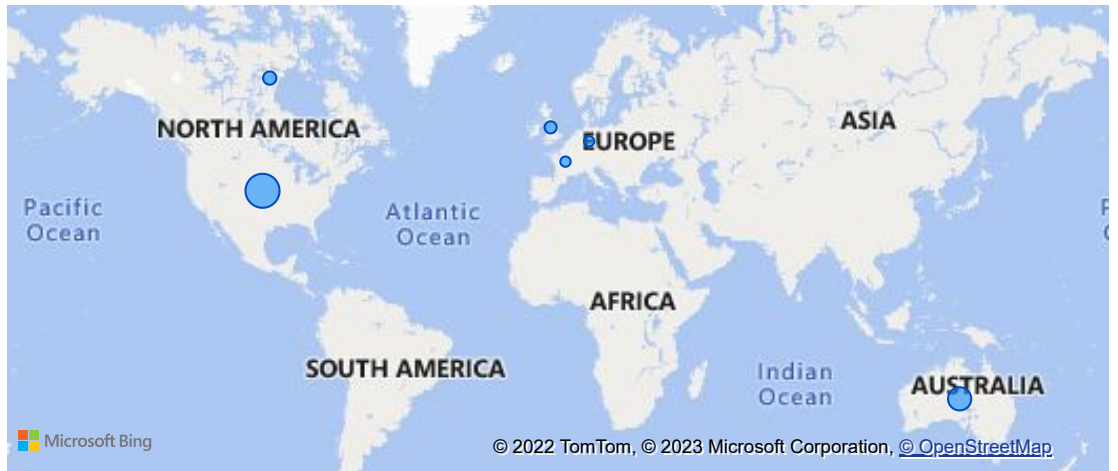 NORTH AMERICA
EUROPE
ASIA
Pacific
Ocean
Atlantic
Ocean
P
AFRICA
SOUTH AMERICA
Indian
Ocean
AUSTRALIA
Microsoft Bing
© 2022 TomTom, © 2023 Microsoft Corporation, © OpenStreetMap